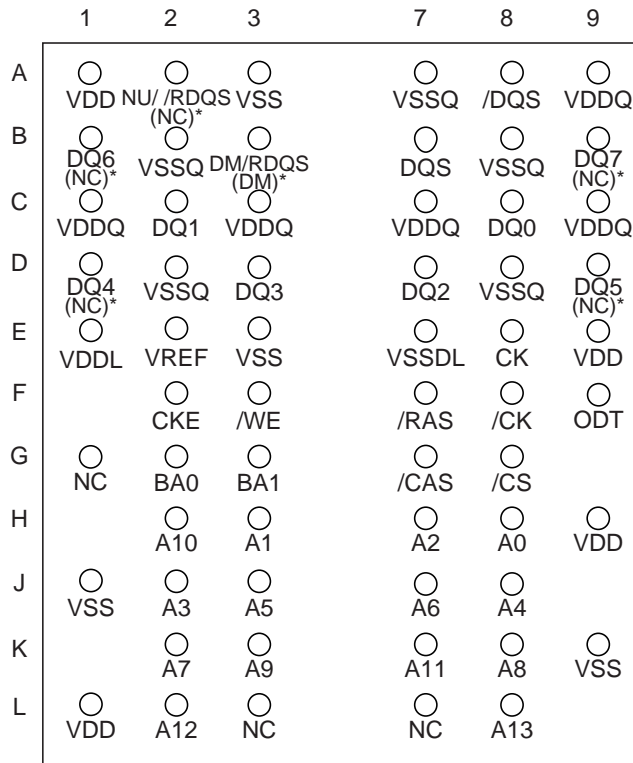 1 2 3 7 8 9
A
VDD NU/ /RDQS VSS VSSQ /DQS VDDQ
(NC)*
B
DQ6 VSSQ DM/RDQS DQS VSSQ DQ7
(NC)* (DM)* (NC)*
C
VDDQ DQ1 VDDQ VDDQ DQ0 VDDQ
D
DQ4 VSSQ DQ3 DQ2 VSSQ DQ5
(NC)* (NC)*
E
VDDL VREF VSS VSSDL CK VDD
F
CKE /WE /RAS /CK ODT
G
NC BA0 BA1 /CAS /CS
H
A10 A1 A2 A0 VDD
J
VSS A3 A5 A6 A4
K
A7 A9 A11 A8 VSS
L
VDD A12 NC NC A13